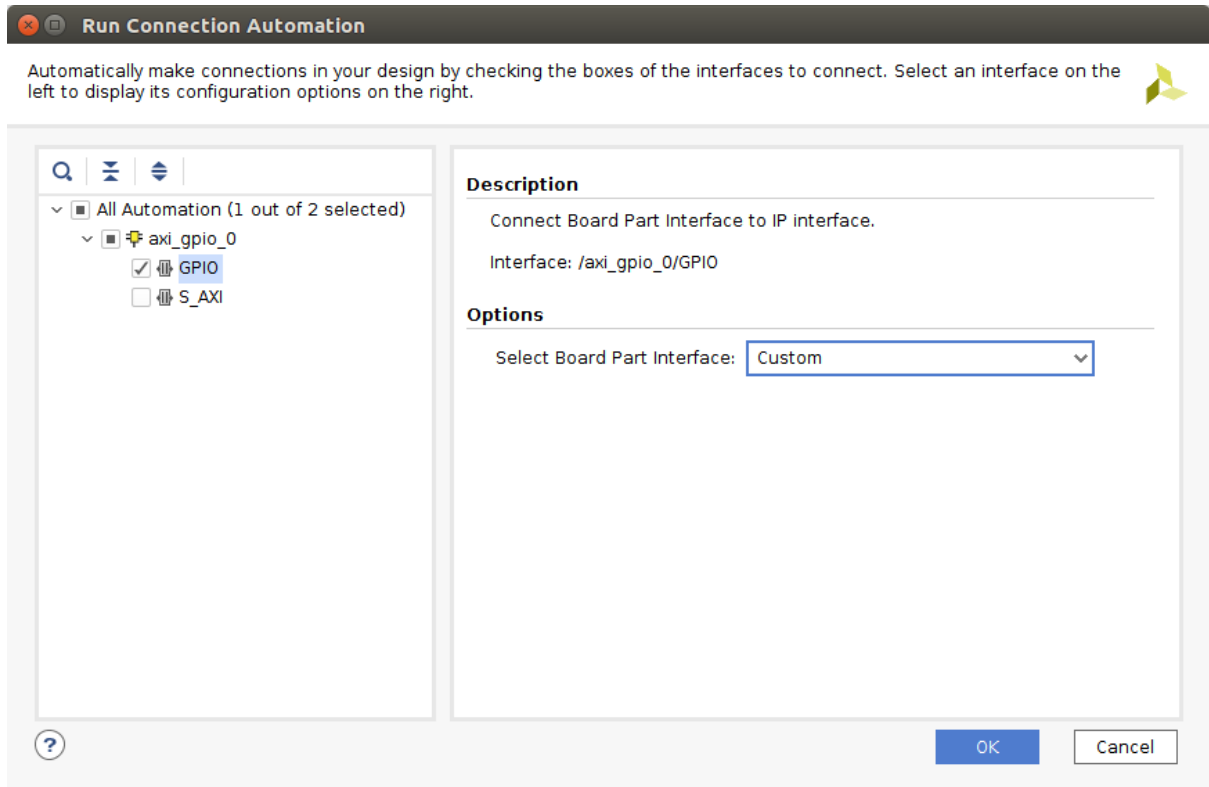 Run Connection Automation
Automatically make connections in your design by checking the boxes of the interfaces to connect. Select an interface on the
left to display its configuration options on the right.
All Automation (1 out of 2 selected)
axi_gpio_0
GPIO
S_AXI
Description
Connect Board Part Interface to IP interface.
Interface: /axi_gpio_0/GPIO
Options
Select Board Part Interface: Custom
?
OK Cancel